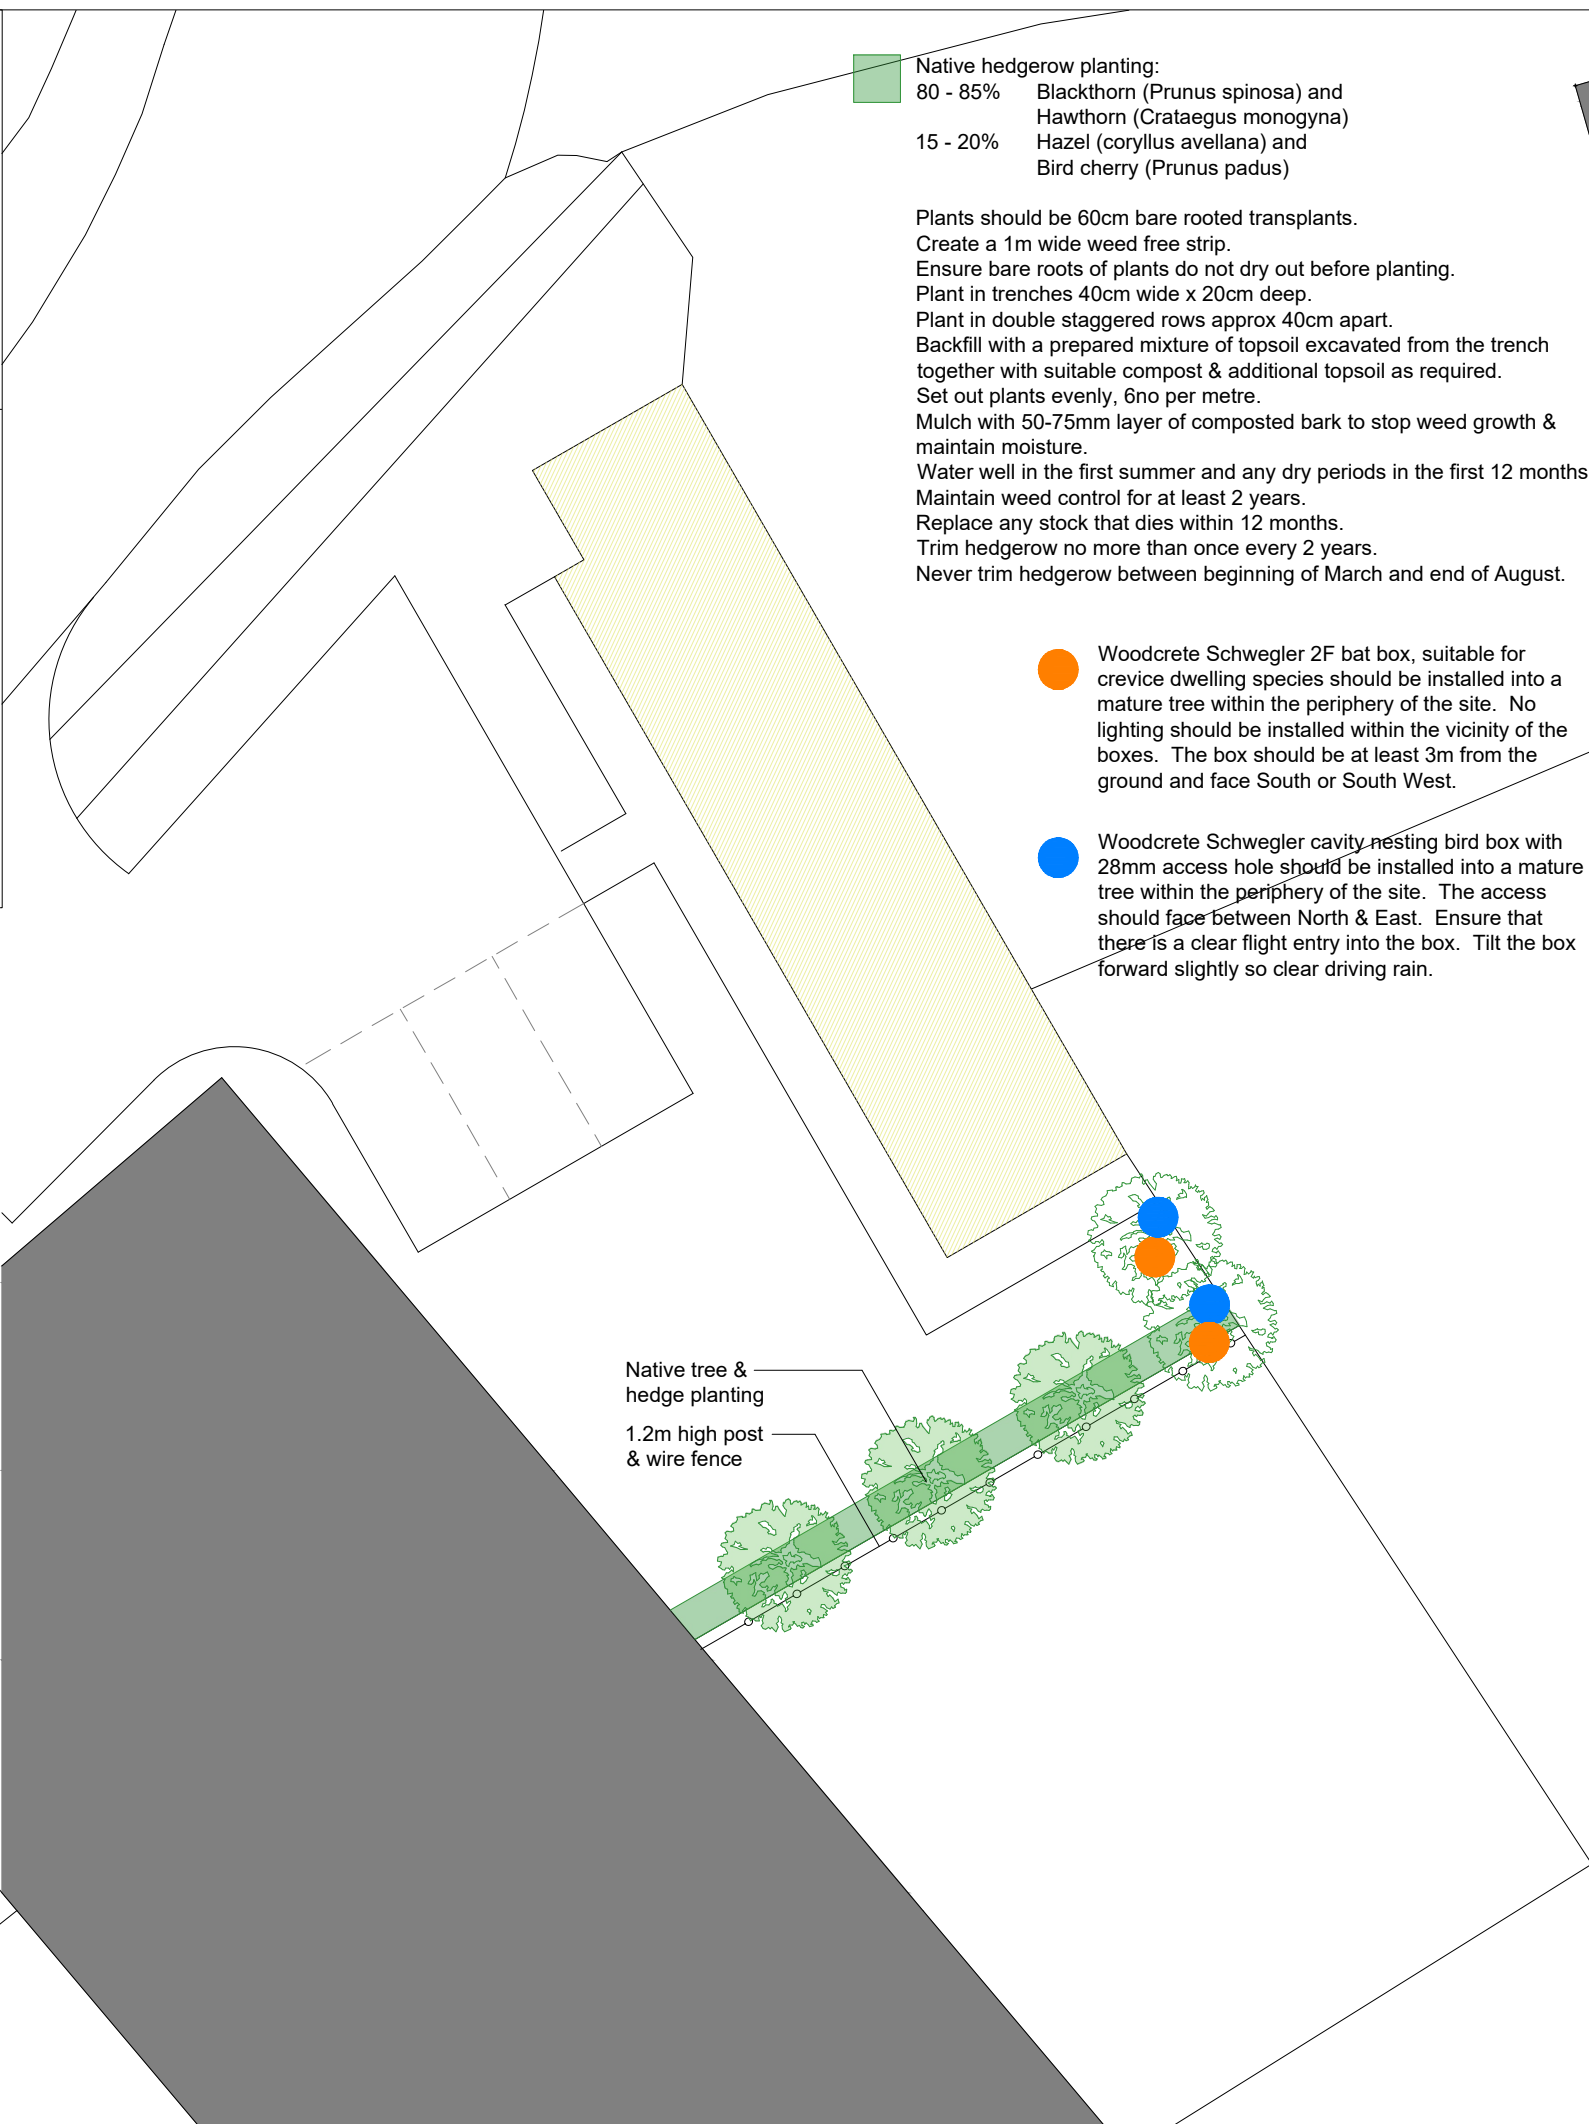 Native hedgerow planting:
80 - 85% Blackthorn (Prunus spinosa) and
Hawthorn (Crataegus monogyna)
15 - 20% Hazel (coryllus avellana) and
Bird cherry (Prunus padus)
Plants should be 60cm bare rooted transplants.
Create a 1m wide weed free strip.
Ensure bare roots of plants do not dry out before planting.
Plant in trenches 40cm wide x 20cm deep.
Plant in double staggered rows approx 40cm apart.
Backfill with a prepared mixture of topsoil excavated from the trench
together with suitable compost & additional topsoil as required.
Set out plants evenly, 6no per metre.
Mulch with 50-75mm layer of composted bark to stop weed growth &
maintain moisture.
Water well in the first summer and any dry periods in the first 12 months
Maintain weed control for at least 2 years.
Replace any stock that dies within 12 months.
Trim hedgerow no more than once every 2 years.
Never trim hedgerow between beginning of March and end of August.
Woodcrete Schwegler 2F bat box, suitable for
crevice dwelling species should be installed into a
mature tree within the periphery of the site. No
lighting should be installed within the vicinity of the
boxes. The box should be at least 3m from the
ground and face South or South West.
Woodcrete Schwegler cavity nesting bird box with
28mm access hole should be installed into a mature
tree within the periphery of the site. The access
should face between North & East. Ensure that
there is a clear flight entry into the box. Tilt the box
forward slightly so clear driving rain.
Native tree &
hedge planting
1.2m high post
& wire fence